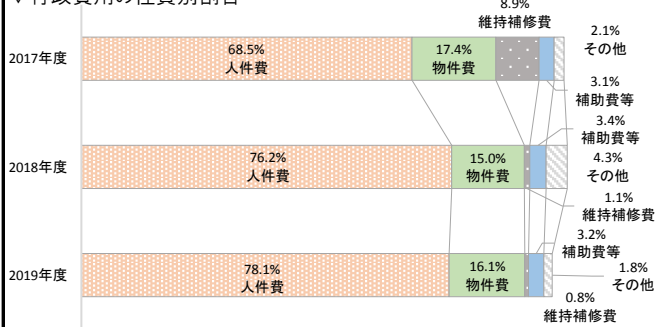 ▽行政費用の性質別割合
8.9%
維持補修費
2.1%
その他
2017年度
68.5%
人件費
17.4%
物件費
3.1%
補助費等
3.4%
補助費等
2018年度
76.2%
人件費
15.0%
物件費
4.3%
その他
1.1%
維持補修費
3.2%
補助費等
2019年度
78.1%
人件費
16.1%
物件費
1.8%
その他
0.8%
維持補修費